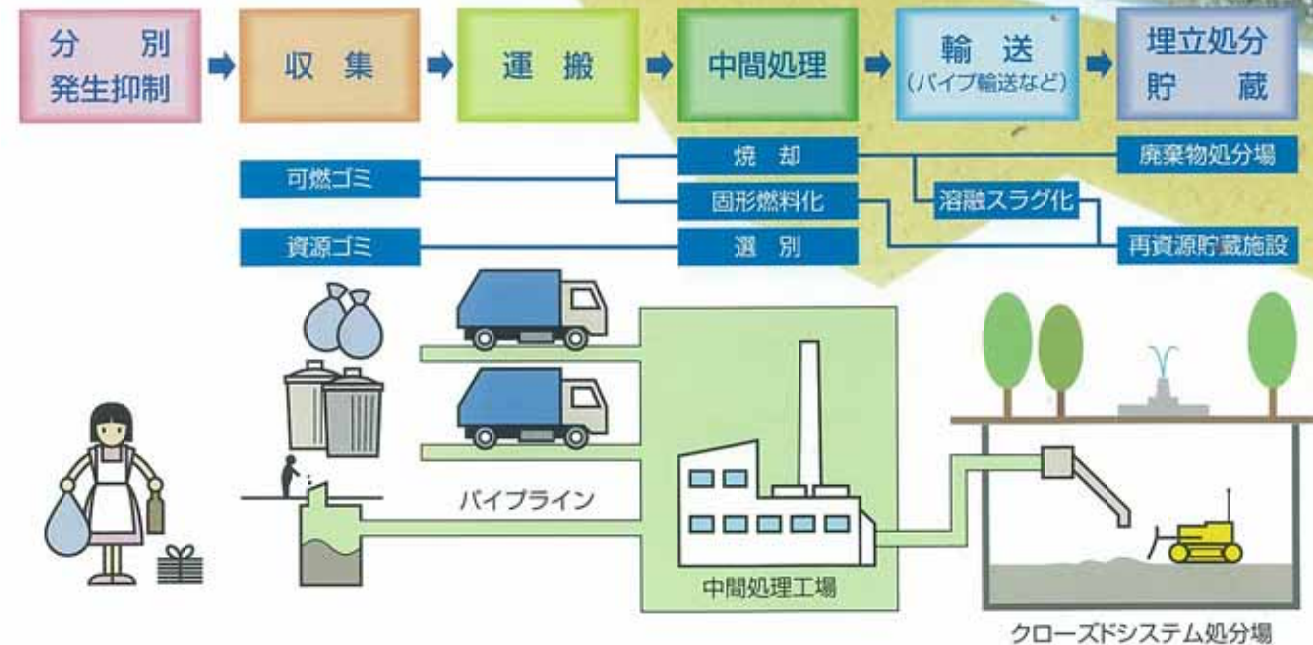 分 別
発生抑制
収 集
運 搬
中間処理
輸 送
(パイプ輸送など)
埋立処分
貯 蔵
可燃ゴミ
焼 却
廃棄物処分場
固形燃料化
溶融スラグ化
資源ゴミ
選 別
再資源貯蔵施設
パイプライン
中間処理工場
クローズドシステム処分場